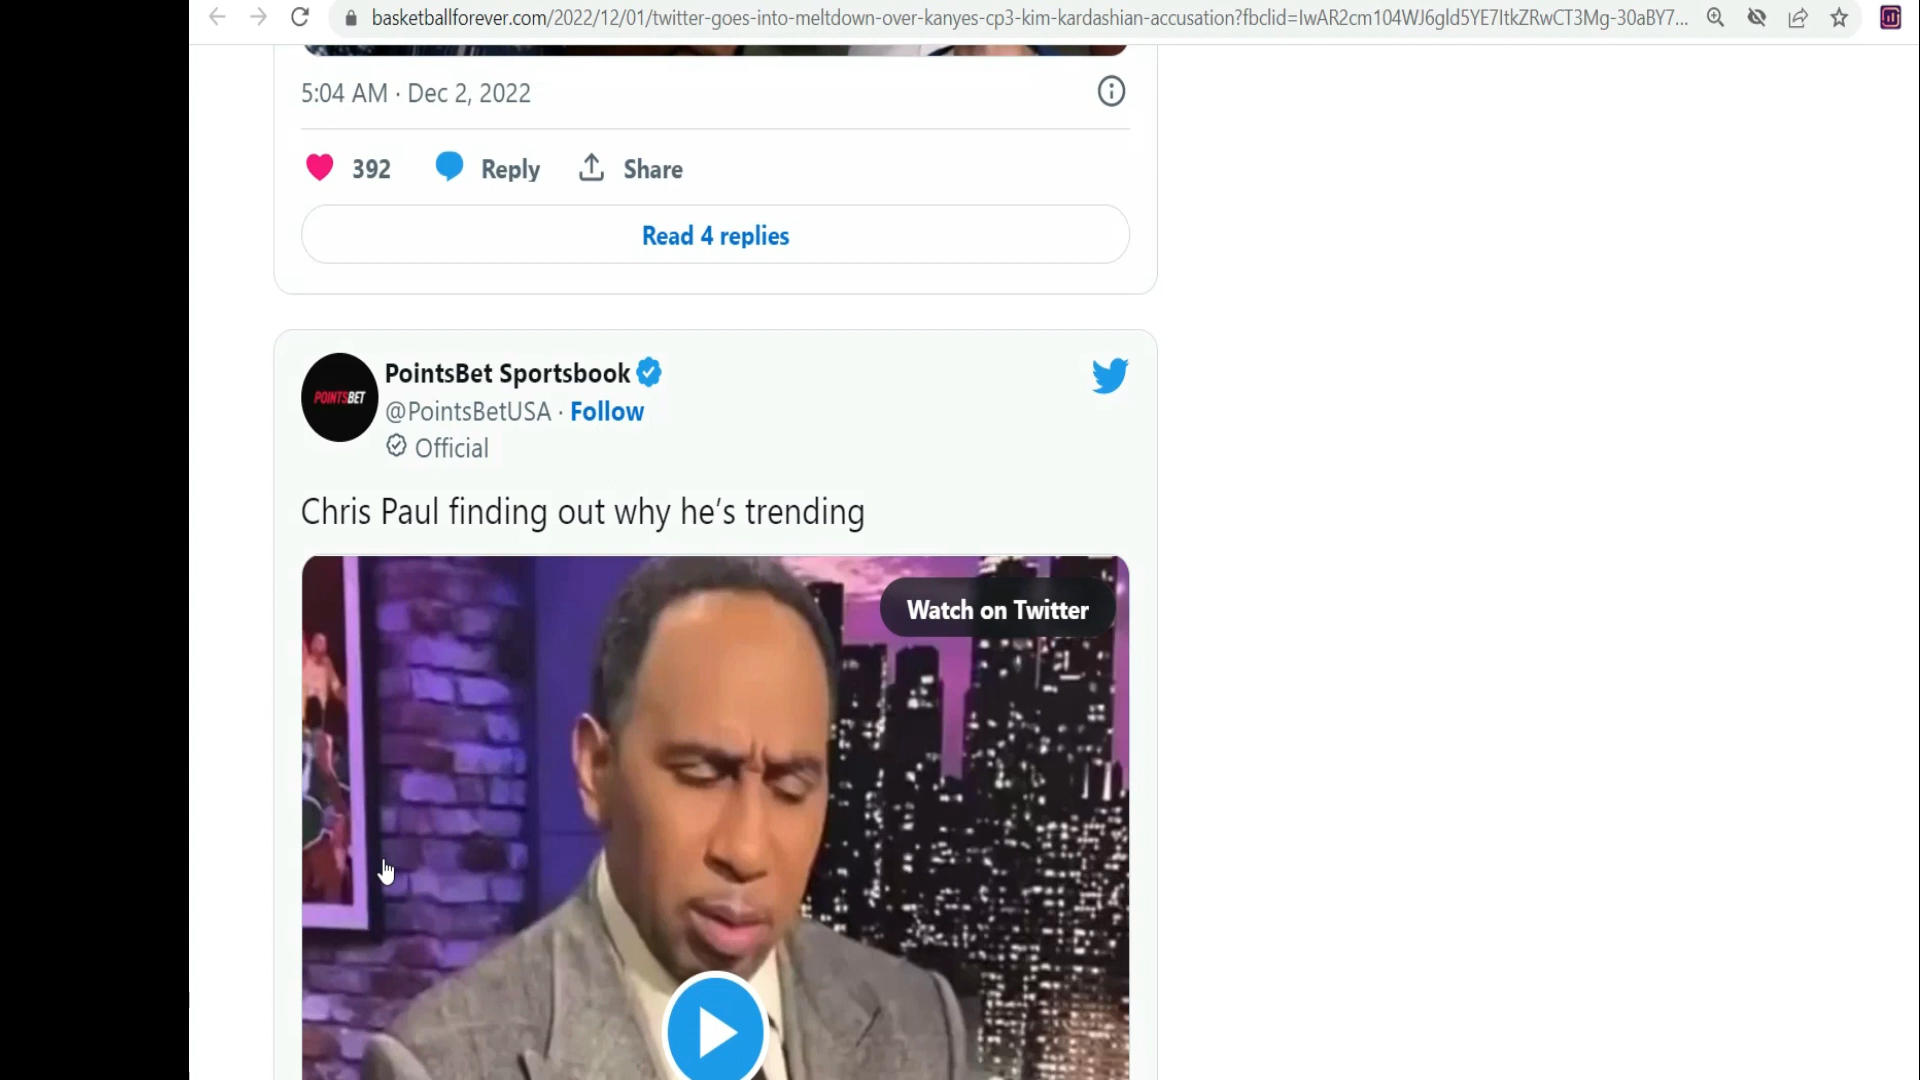 basketballforever.com/2022/12/01/twitter-goes-into-meltdown-over-kanyes-cp3-kim-kardashian-accusation?fbclid=IwAR2cm104WJ6gld5YE7ItkZRwCT3Mg-30aBY7...
5:04 AM · Dec 2, 2022
392 Reply Share
Read 4 replies
PointsBet Sportsbook
@PointsBetUSA · Follow
Official
POINTSBET
Chris Paul finding out why he's trending
Watch on Twitter